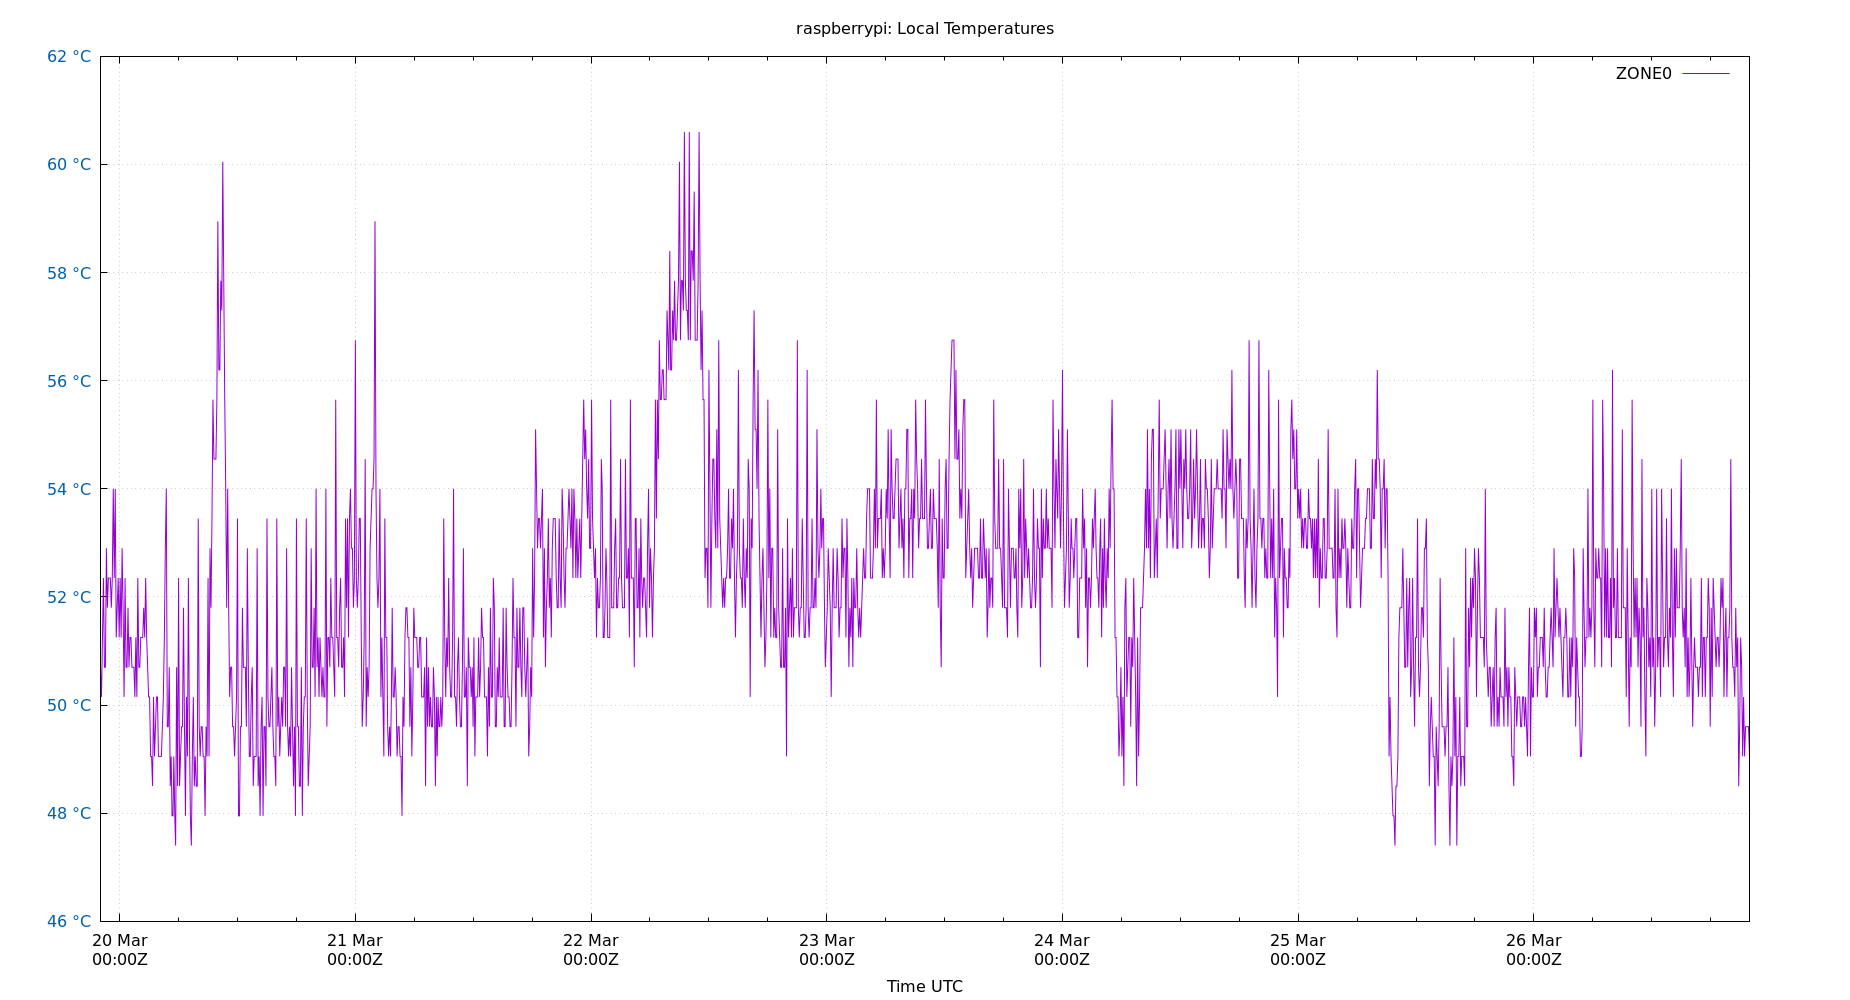 raspberrypi: Local Temperatures
62 °C
ZONE0
60 °C
58 °C
56 °C
54 °C
52 °C
50 °C
48 °C
46 °C
20 Mar 21 Mar 22 Mar 23 Mar 24 Mar 25 Mar 26 Mar
00:00Z 00:00Z 00:00Z 00:00Z 00:00Z 00:00Z 00:00Z
Time UTC